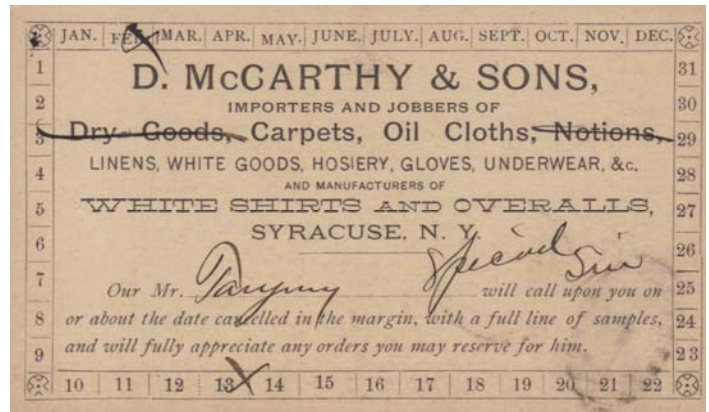 JAN. FEB. MAR. APR. MAY. JUNE. JULY. AUG. SEPT. OCT. NOV. DEC.
1 31
D. McCARTHY & SONS,
2 30
IMPORTERS AND JOBBERS OF
3 Dry Goods, Carpets, Oil Cloths, Notions, 29
LINENS, WHITE GOODS, HOSIERY, GLOVES, UNDERWEAR, &c.
4 28
AND MANUFACTURERS OF
5 WHITE SHIRTS AND OVERALLS, 27
SYRACUSE, N. Y.
6 26
Special
7 Our Mr. will call upon you on 25
8 or about the date cancelled in the margin, with a full line of samples, 24
and will fully appreciate any orders you may reserve for him.
9 23
10 11 12 13 14 15 16 17 18 19 20 21 22